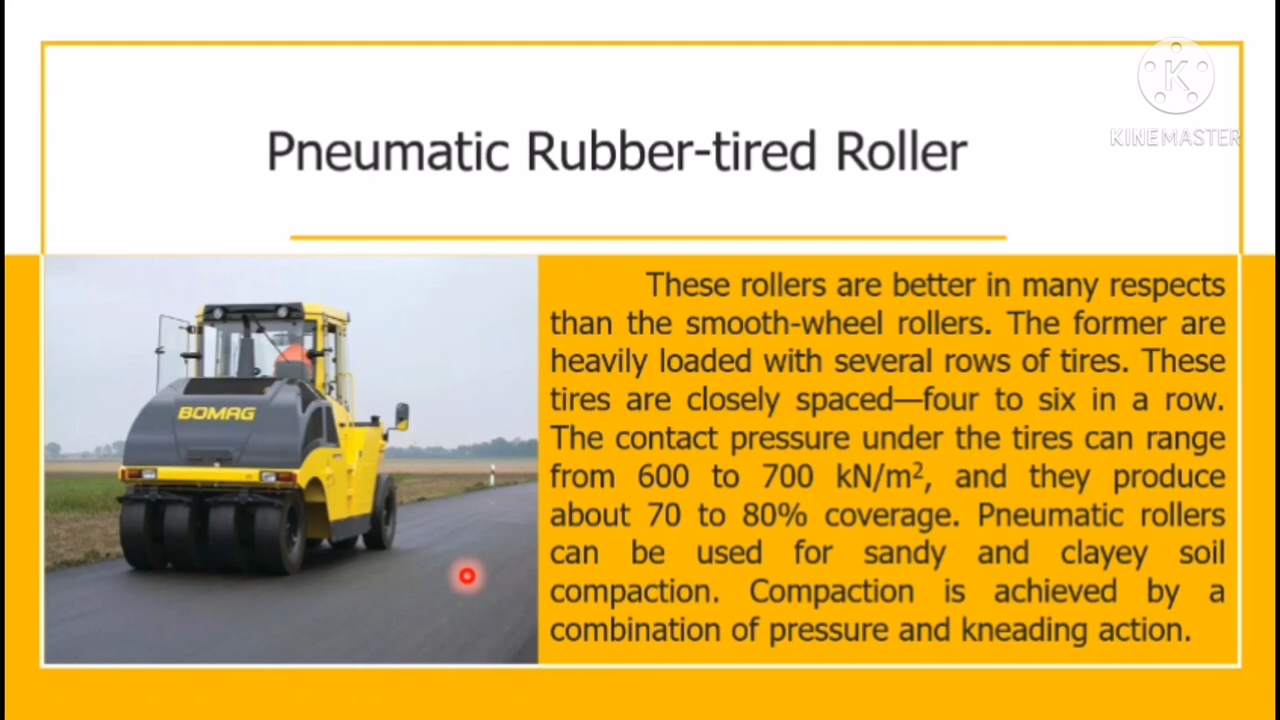 K
KINEMASTER
Pneumatic Rubber-tired Roller
BOMAG
These rollers are better in many respects
than the smooth-wheel rollers. The former are
heavily loaded with several rows of tires. These
tires are closely spaced—four to six in a row.
The contact pressure under the tires can range
from 600 to 700 kN/m², and they produce
about 70 to 80% coverage. Pneumatic rollers
can be used for sandy and clayey soil
compaction. Compaction is achieved by a
combination of pressure and kneading action.